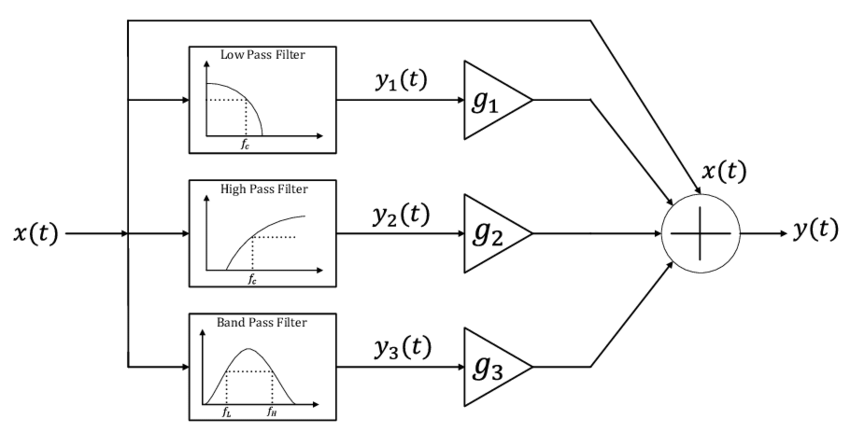 Low Pass Filter
f_c
y₁(t)
g₁
x(t)
High Pass Filter
f_c
x(t)
y₂(t)
g₂
y(t)
Band Pass Filter
f_L
f_H
y₃(t)
g₃